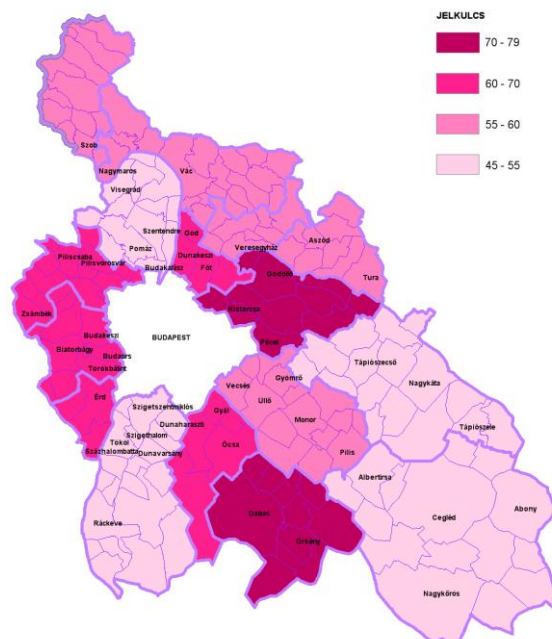 JELKULCS
70 - 79
60 - 70
55 - 60
45 - 55
Szob
Nagymaros
Vác
Visegrád
Szentendre
Göd
Pomáz
Dunakeszi
Veresegyház
Aszód
Piliscsaba
Pilisvörösvár
Budakalász
Fót
Gödöllő
Tura
Zsámbék
Kistarcsa
Budakeszi
BUDAPEST
Pécel
Biatorbágy
Budaörs
Törökbálint
Tápiószecső
Gyömrő
Nagykáta
Vecsés
Érd
Szigetszentmiklós
Üllő
Gyál
Dunaharaszti
Monor
Tápiószele
Szigethalom
Tököl
Ócsa
Százhalombatta
Dunavarsány
Pilis
Albertirsa
Abony
Ráckeve
Dabas
Cegléd
Örkény
Nagykőrös